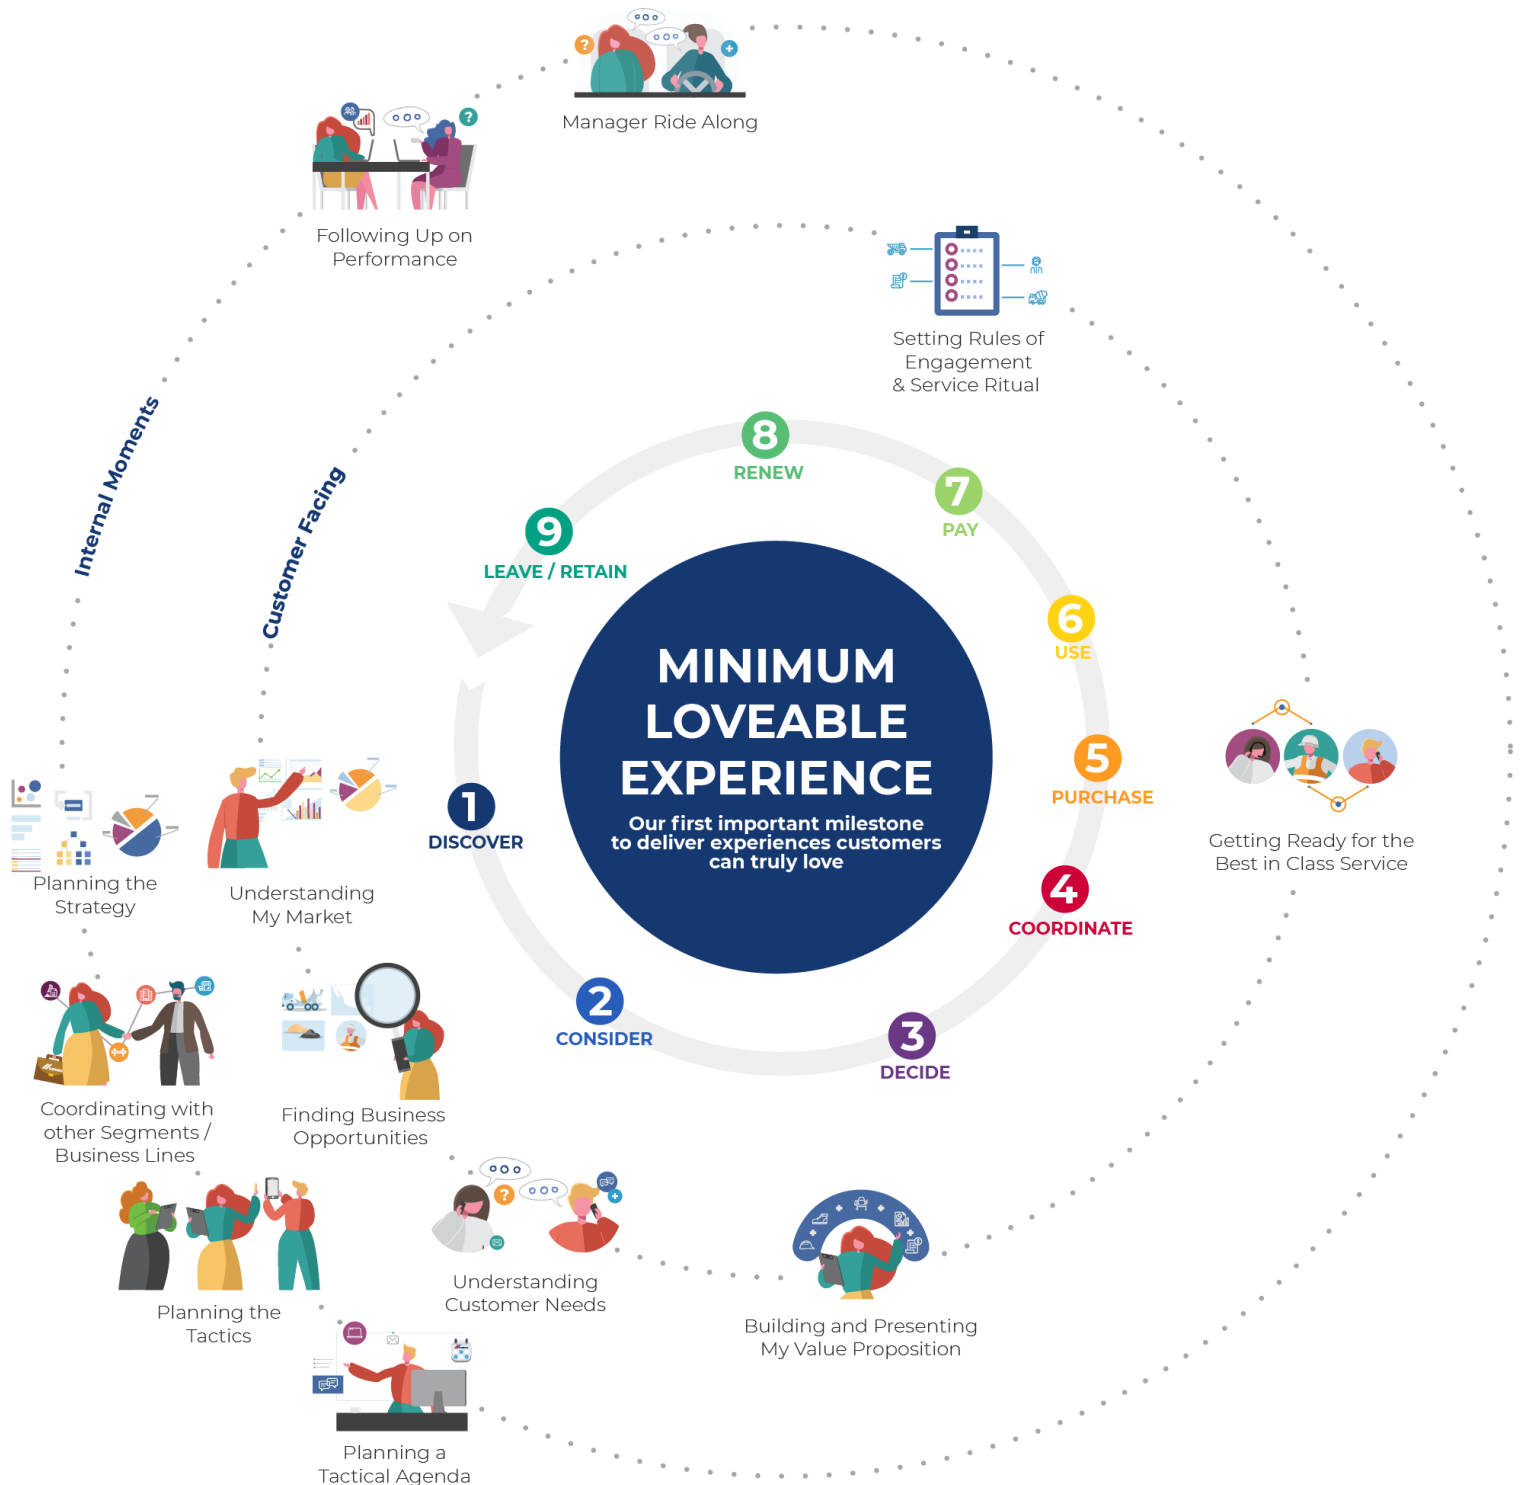 Manager Ride Along
Following Up on
Performance
Setting Rules of
Engagement
& Service Ritual
Internal Moments
Customer Facing
8
RENEW
7
PAY
9
LEAVE / RETAIN
6
USE
MINIMUM
LOVEABLE
EXPERIENCE
Our first important milestone
to deliver experiences customers
can truly love
5
PURCHASE
1
DISCOVER
4
COORDINATE
2
CONSIDER
3
DECIDE
Getting Ready for the
Best in Class Service
Planning the
Strategy
Understanding
My Market
Coordinating with
other Segments /
Business Lines
Finding Business
Opportunities
Planning the
Tactics
Understanding
Customer Needs
Building and Presenting
My Value Proposition
Planning a
Tactical Agenda